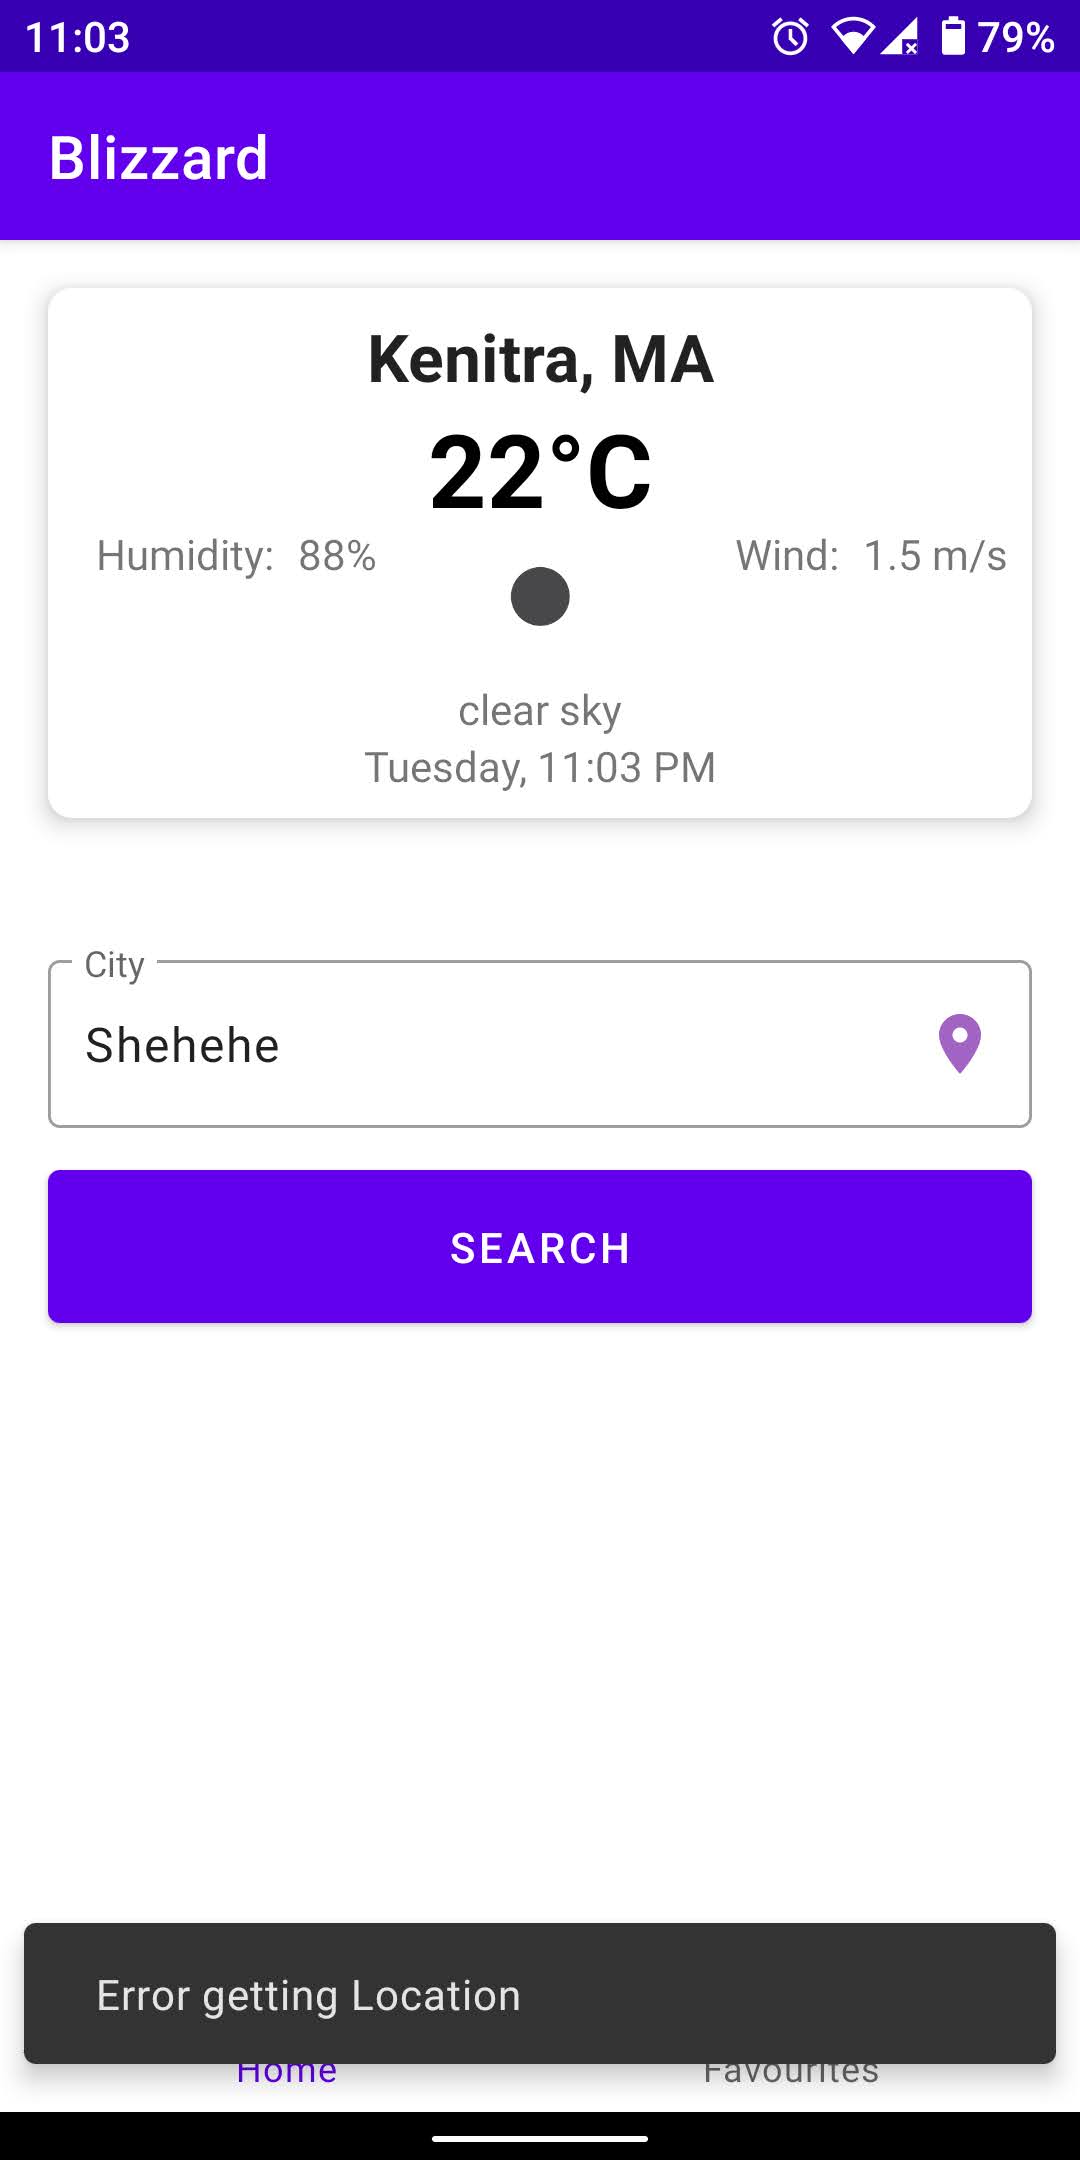 11:03
79%
Blizzard
Kenitra, MA
22°C
Humidity: 88%
Wind: 1.5 m/s
clear sky
Tuesday, 11:03 PM
City
Shehehe
SEARCH
Error getting Location
Home
Favourites